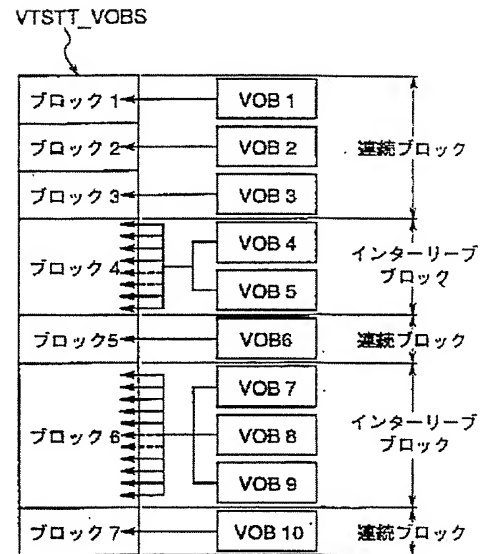 VTSTT_VOBS
ブロック1
VOB 1
ブロック2
VOB 2
連続ブロック
ブロック3
VOB 3
VOB 4
ブロック4
インターリーブ
ブロック
VOB 5
ブロック5
VOB6
連続ブロック
VOB 7
ブロック6
VOB 8
インターリーブ
ブロック
VOB 9
ブロック7
VOB 10
連続ブロック